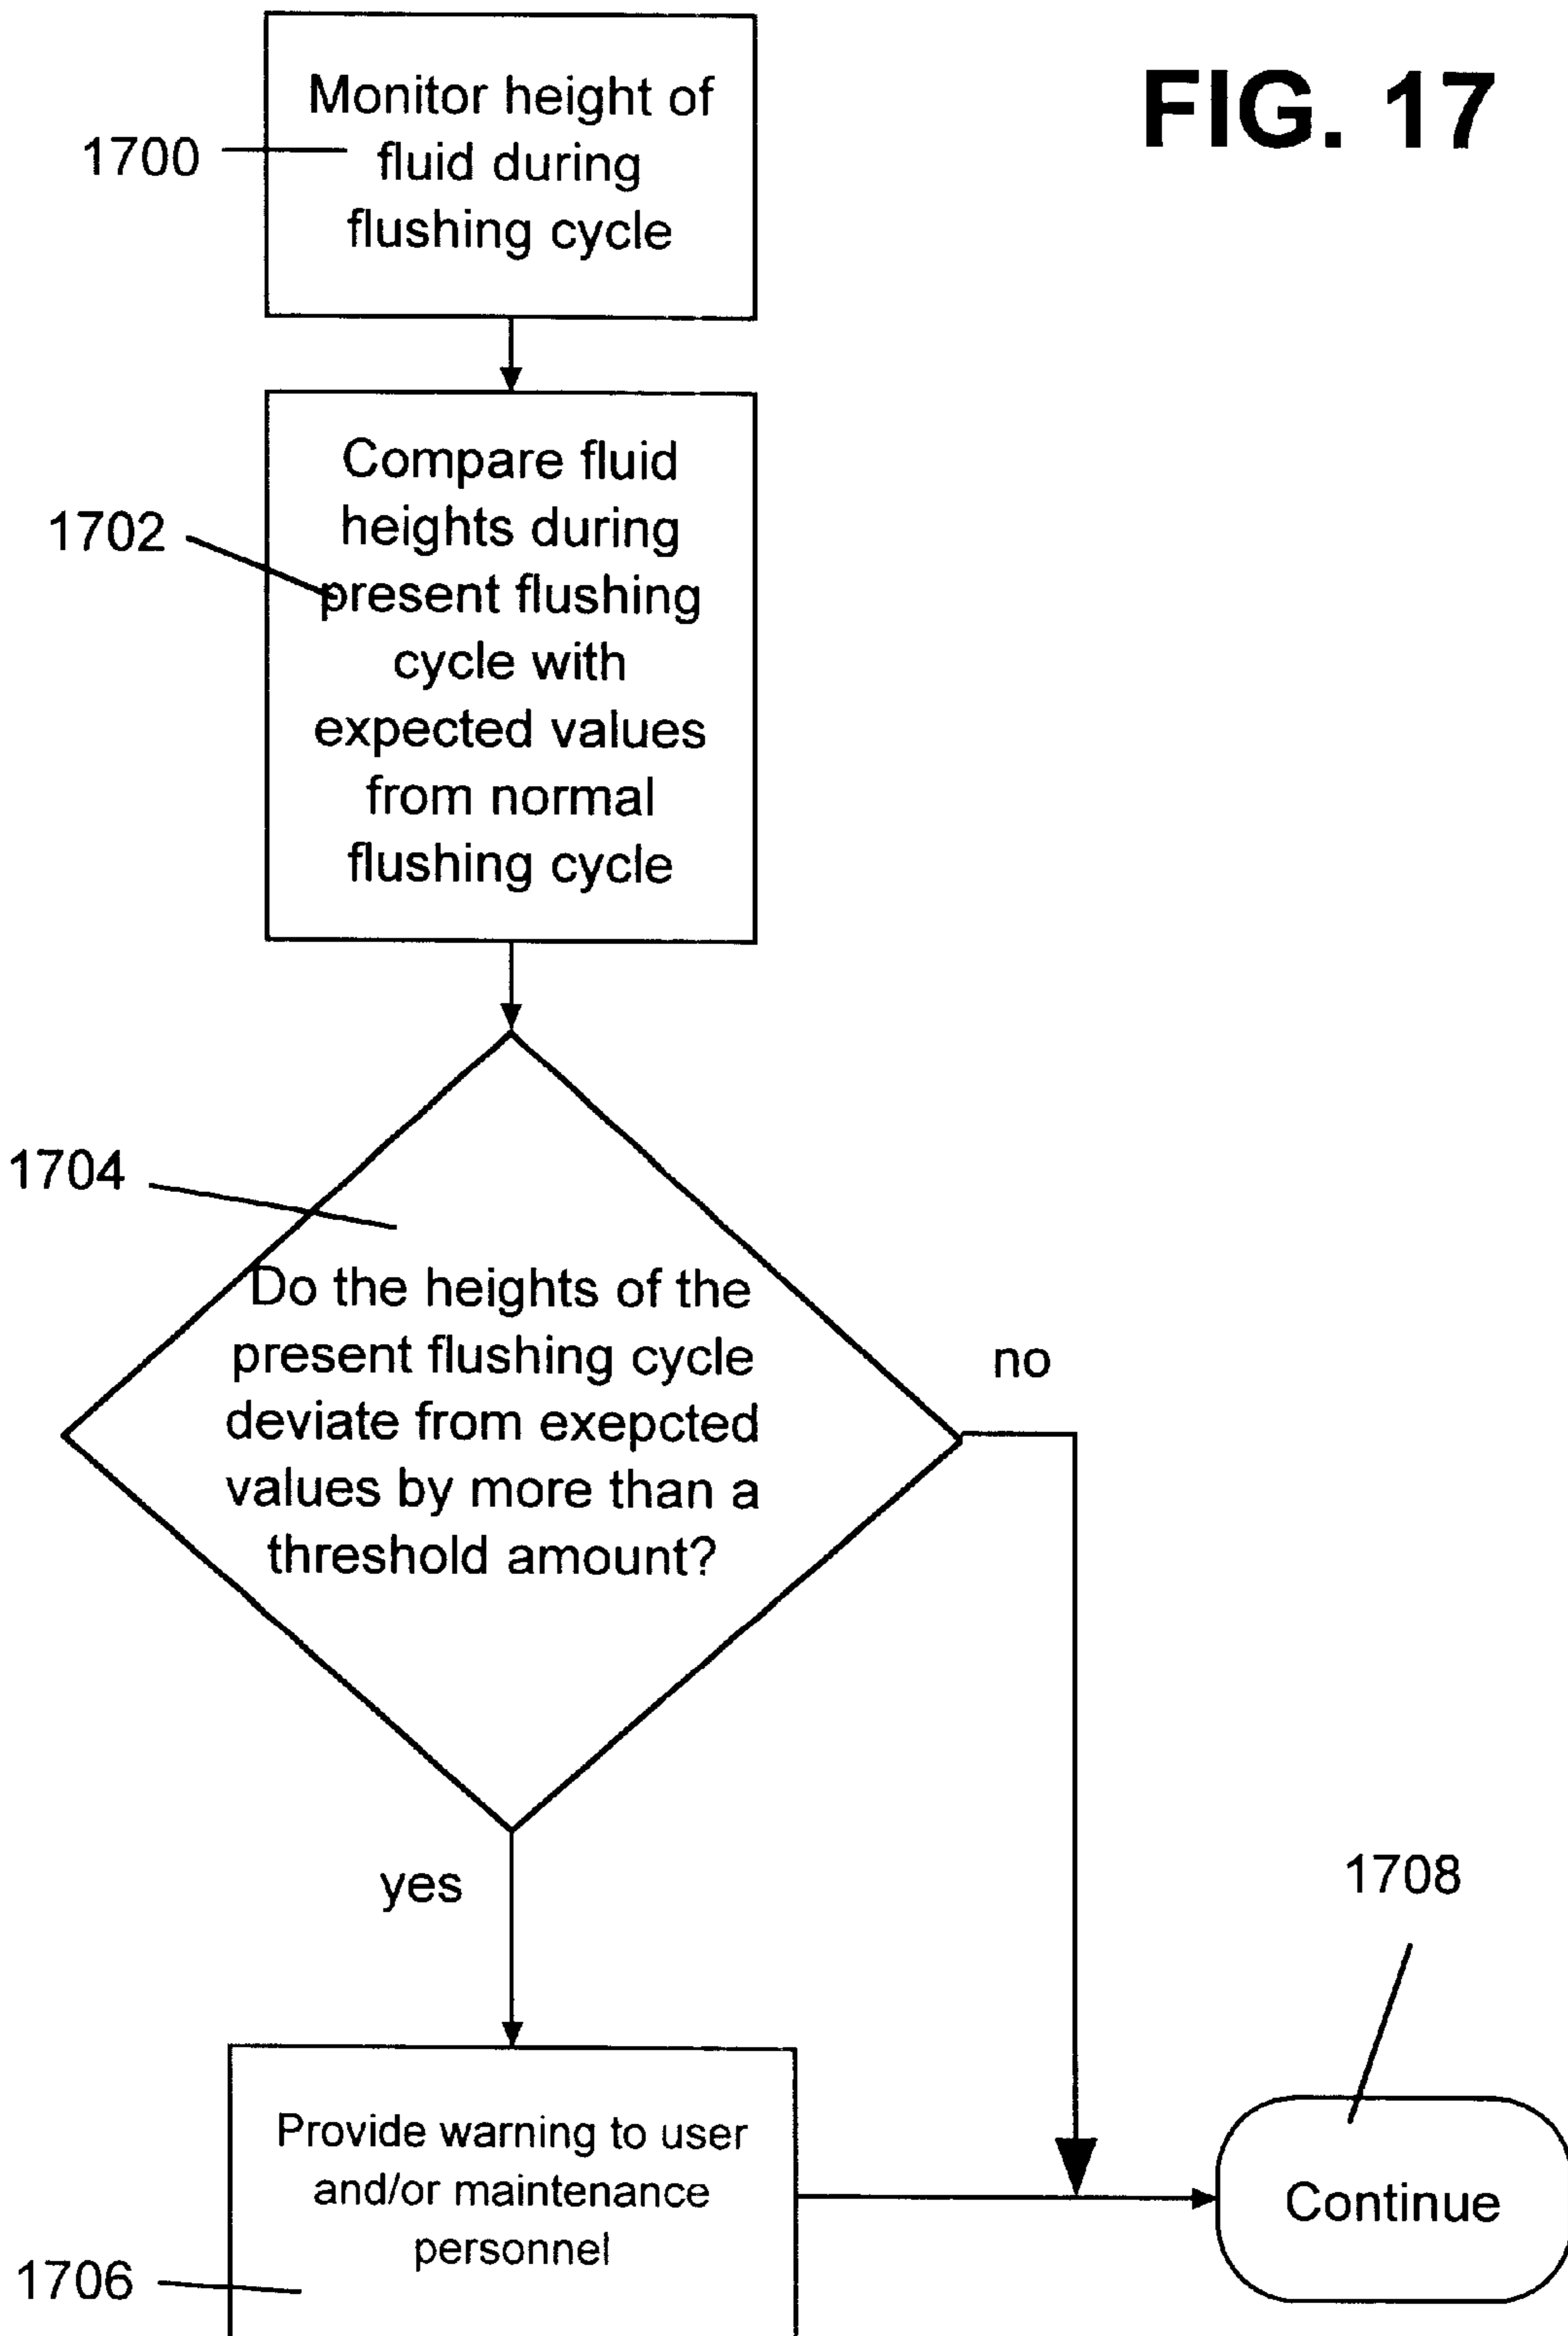 FIG. 17
Monitor height of
fluid during
flushing cycle
1700
Compare fluid
heights during
present flushing
cycle with
expected values
from normal
flushing cycle
1702
1704
Do the heights of the
present flushing cycle
deviate from exepcted
values by more than a
threshold amount?
no
yes
1708
Provide warning to user
and/or maintenance
personnel
Continue
1706